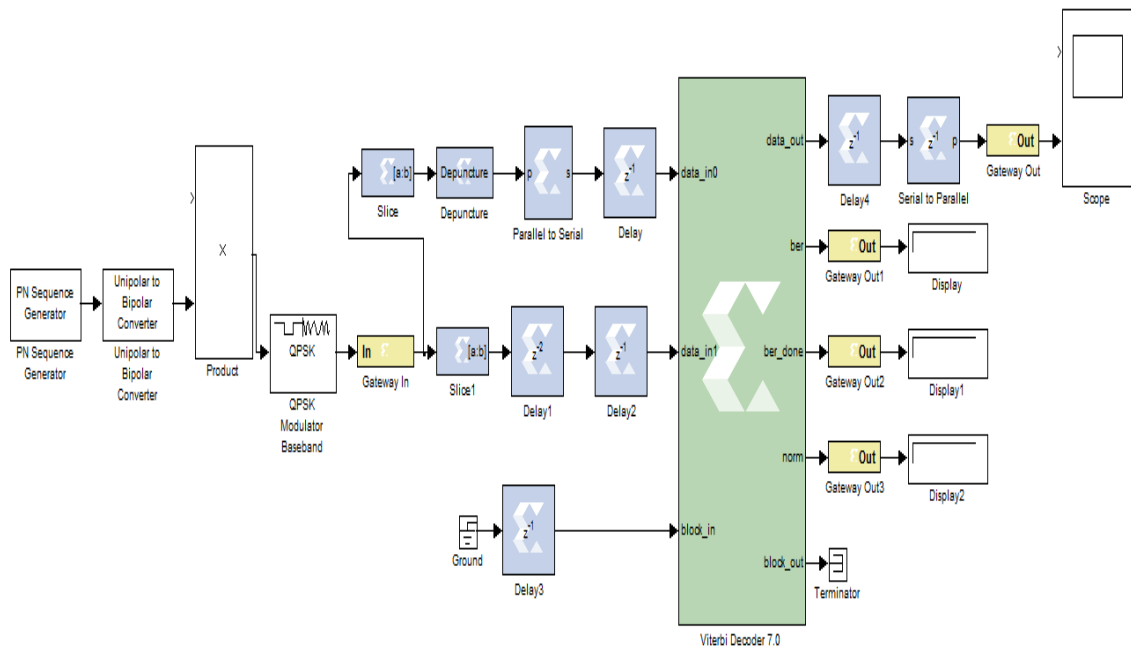 PN Sequence
Generator
PN Sequence
Generator
Unipolar to
Bipolar
Converter
Unipolar to
Bipolar
Converter
X
Product
QPSK
QPSK
Modulator
Baseband
In
Gateway In
[a:b]
Slice
Depuncture
Depuncture
p
s
Parallel to Serial
z-1
Delay
[a:b]
Slice1
z-2
Delay1
z-1
Delay2
Ground
z-1
Delay3
data_in0
data_in1
block_in
data_out
ber
ber_done
norm
block_out
Viterbi Decoder 7.0
z-1
Delay4
s
z-1
p
Serial to Parallel
Out
Gateway Out
Scope
Out
Gateway Out1
Display
Out
Gateway Out2
Display1
Out
Gateway Out3
Display2
Terminator